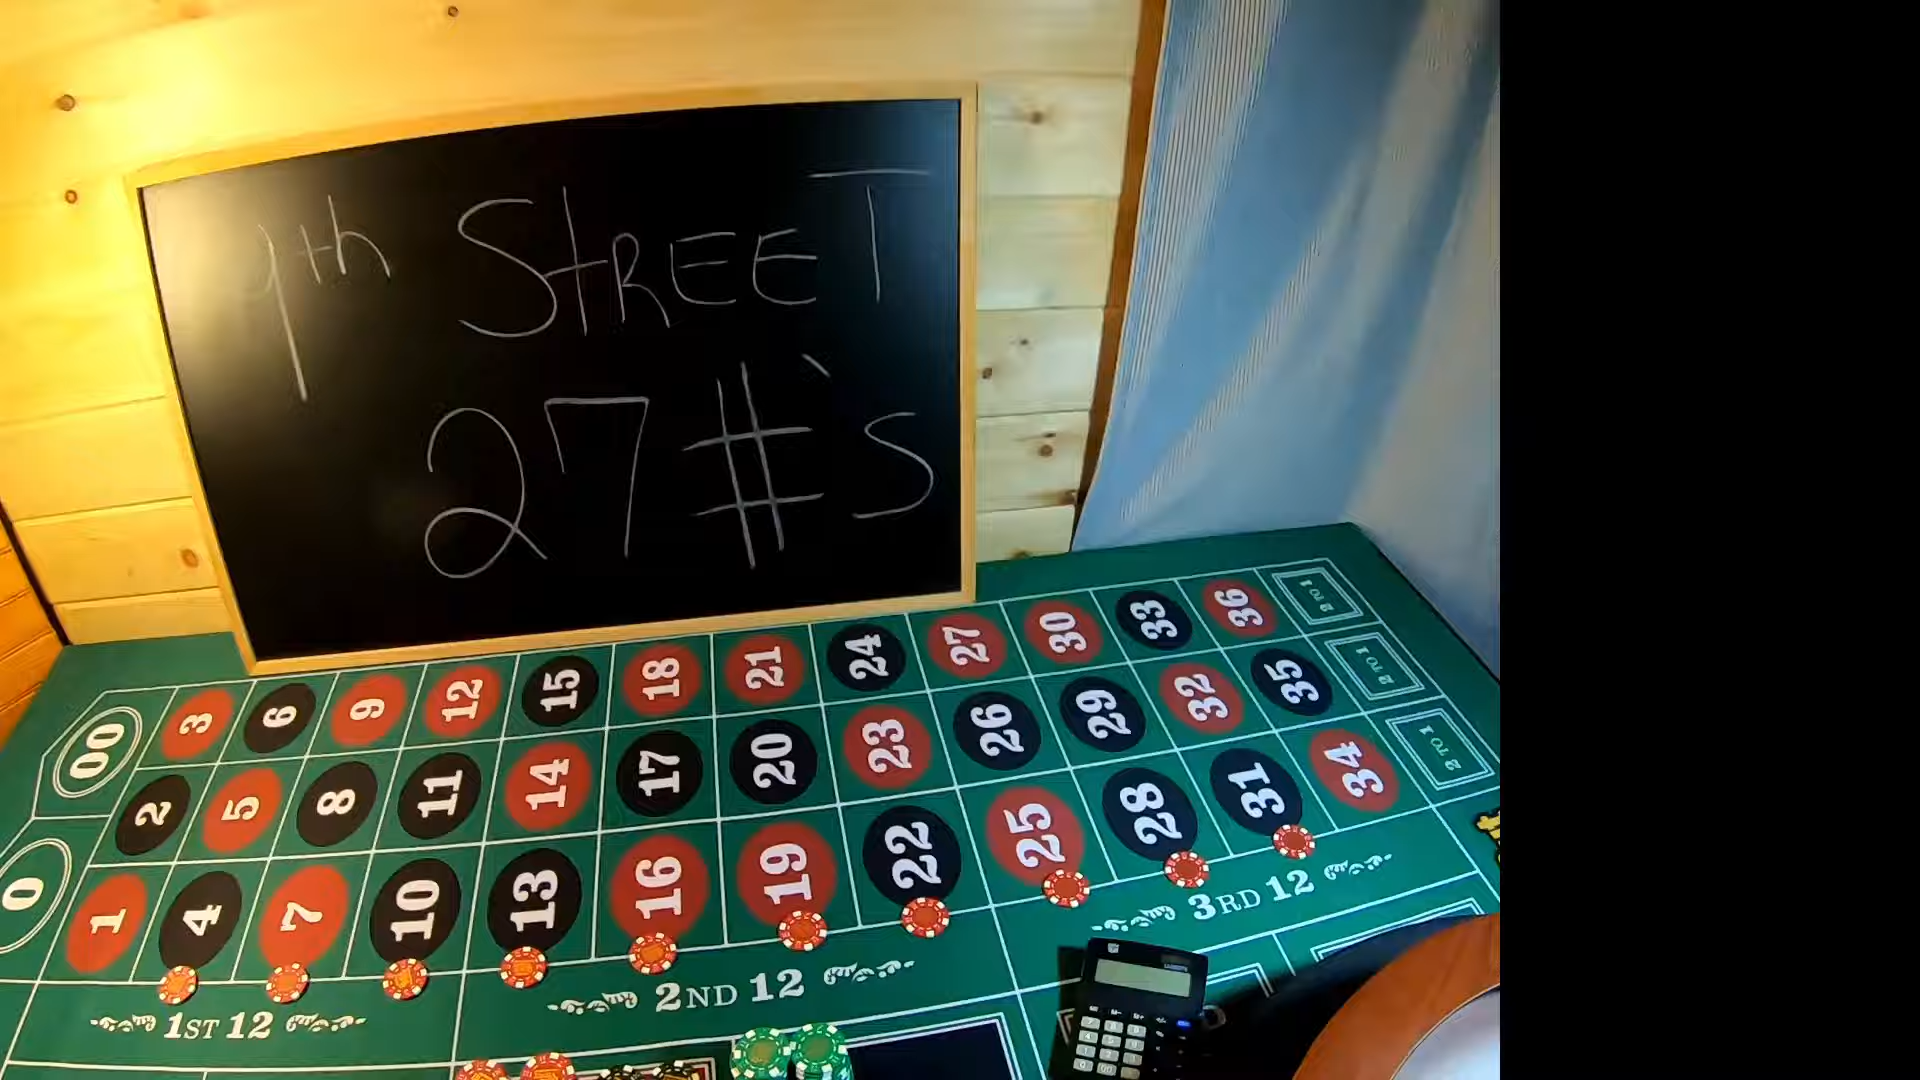 9th STREET
27 #'s
3 6 9 12 15 18 21 24 27 30 33 36 2 TO 1
00 2 5 8 11 14 17 20 23 26 29 32 35 2 TO 1
0 1 4 7 10 13 16 19 22 25 28 31 34 2 TO 1
1ST 12 2ND 12 3RD 12